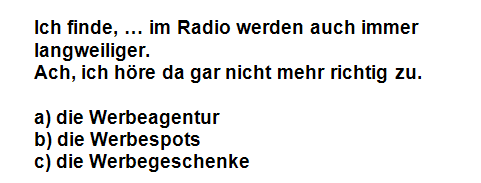 Ich finde, … im Radio werden auch immer
langweiliger.
Ach, ich höre da gar nicht mehr richtig zu.
a) die Werbeagentur
b) die Werbespots
c) die Werbegeschenke